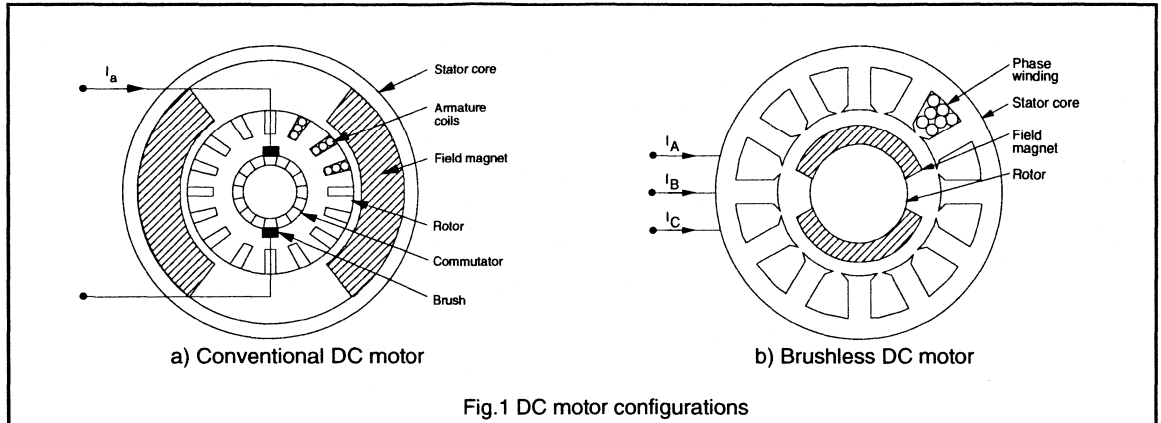 Ia
Stator core
Armature
coils
Field magnet
Rotor
Commutator
Brush
a) Conventional DC motor
IA
IB
IC
Phase
winding
Stator core
Field
magnet
Rotor
b) Brushless DC motor
Fig.1 DC motor configurations